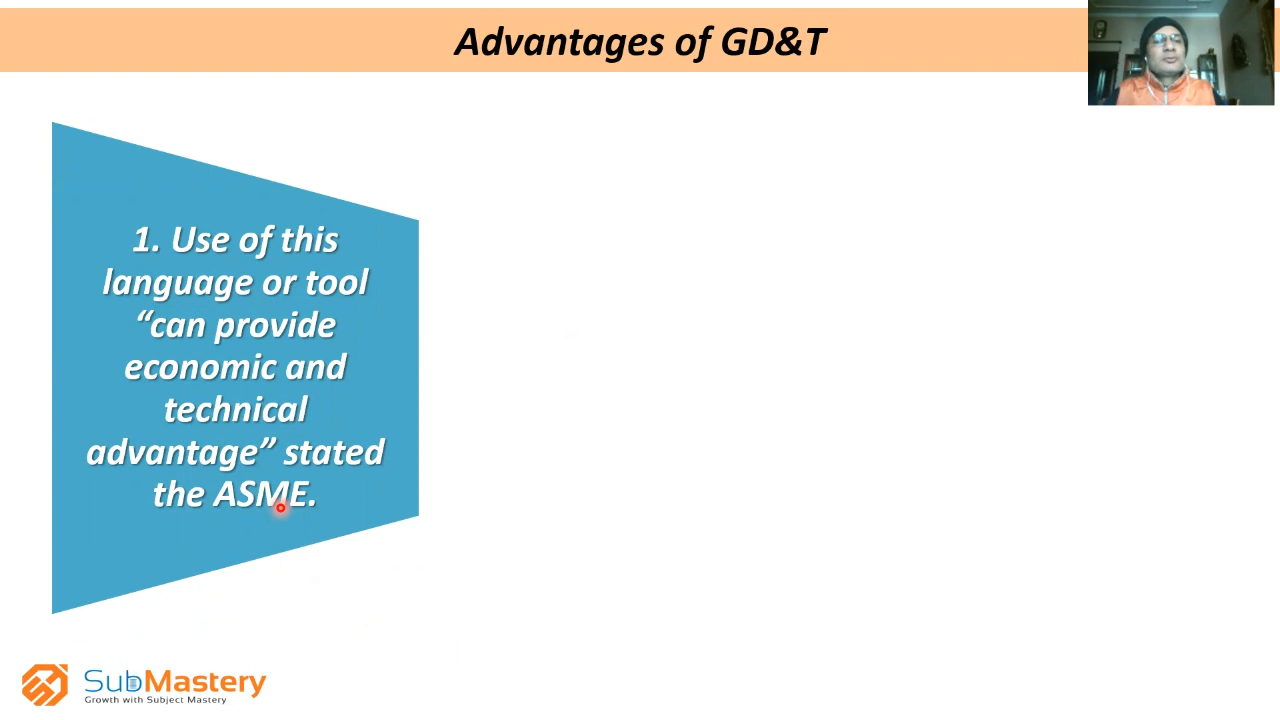 Advantages of GD&T
1. Use of this
language or tool
“can provide
economic and
technical
advantage” stated
the ASME.
SubMastery
Growth with Subject Mastery